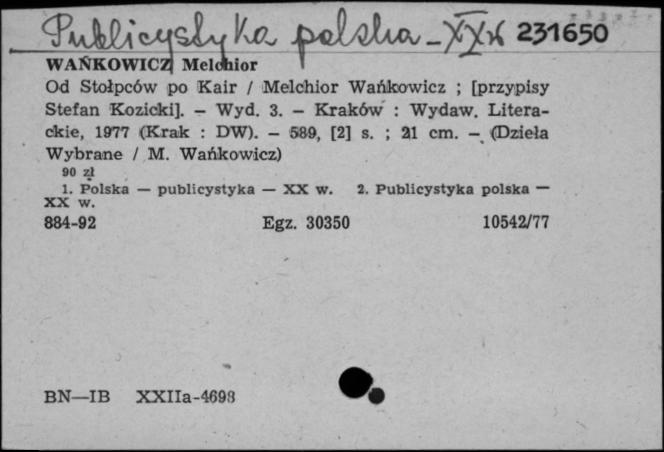 Publicystyka polska - XX w 231650
WAŃKOWICZ Melchior
Od Stołpców po Kair / Melchior Wańkowicz ; [przypisy
Stefan Kozicki]. — Wyd. 3. — Kraków : Wydaw. Litera-
ckie, 1977 (Krak : DW). — 589, [2] s. ; 21 cm. — (Dzieła
Wybrane / M. Wańkowicz)
90 zł
1. Polska — publicystyka — XX w. 2. Publicystyka polska —
XX w.
884-92 Egz. 30350 10542/77
BN—IB XXIIa-4698